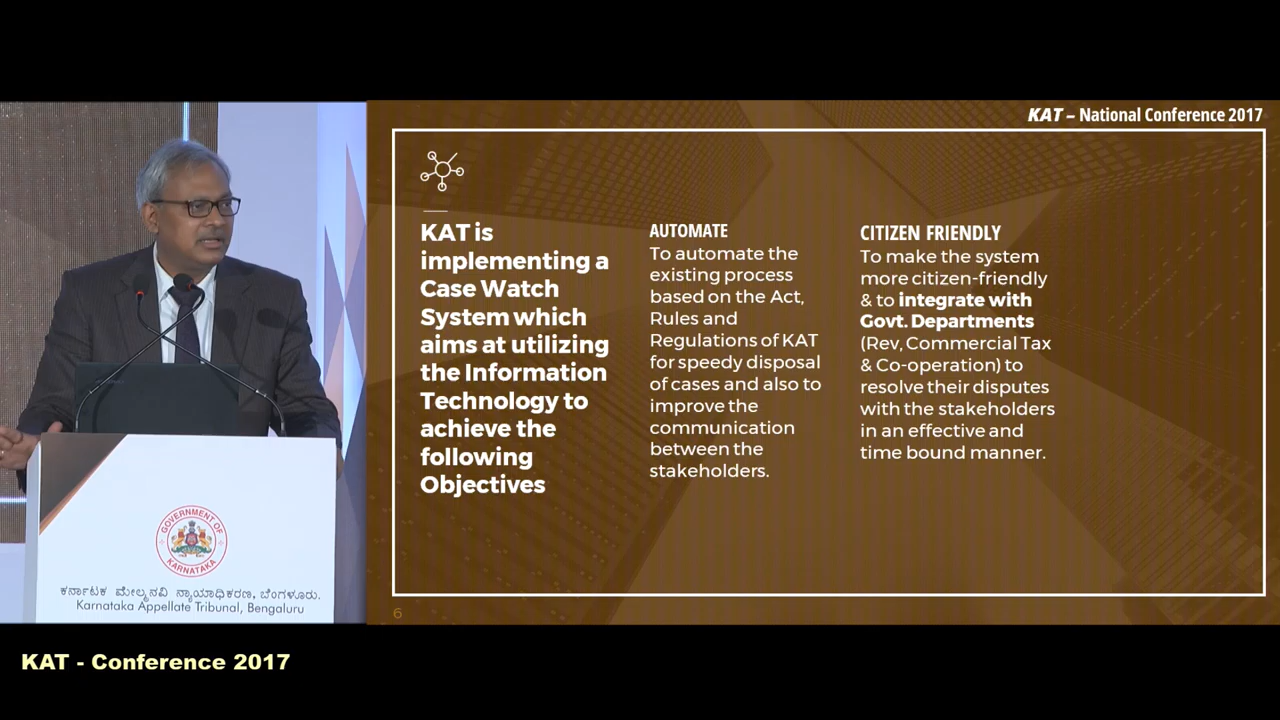 KAT – National Conference 2017
KAT is
implementing a
Case Watch
System which
aims at utilizing
the Information
Technology to
achieve the
following
Objectives
AUTOMATE
To automate the
existing process
based on the Act,
Rules and
Regulations of KAT
for speedy disposal
of cases and also to
improve the
communication
between the
stakeholders.
CITIZEN FRIENDLY
To make the system
more citizen-friendly
& to integrate with
Govt. Departments
(Rev, Commercial Tax
& Co-operation) to
resolve their disputes
with the stakeholders
in an effective and
time bound manner.
6
GOVERNMENT OF
KARNATAKA
ಕರ್ನಾಟಕ ಮೇಲ್ಮನವಿ ನ್ಯಾಯಾಧಿಕರಣ, ಬೆಂಗಳೂರು.
Karnataka Appellate Tribunal, Bengaluru
KAT - Conference 2017